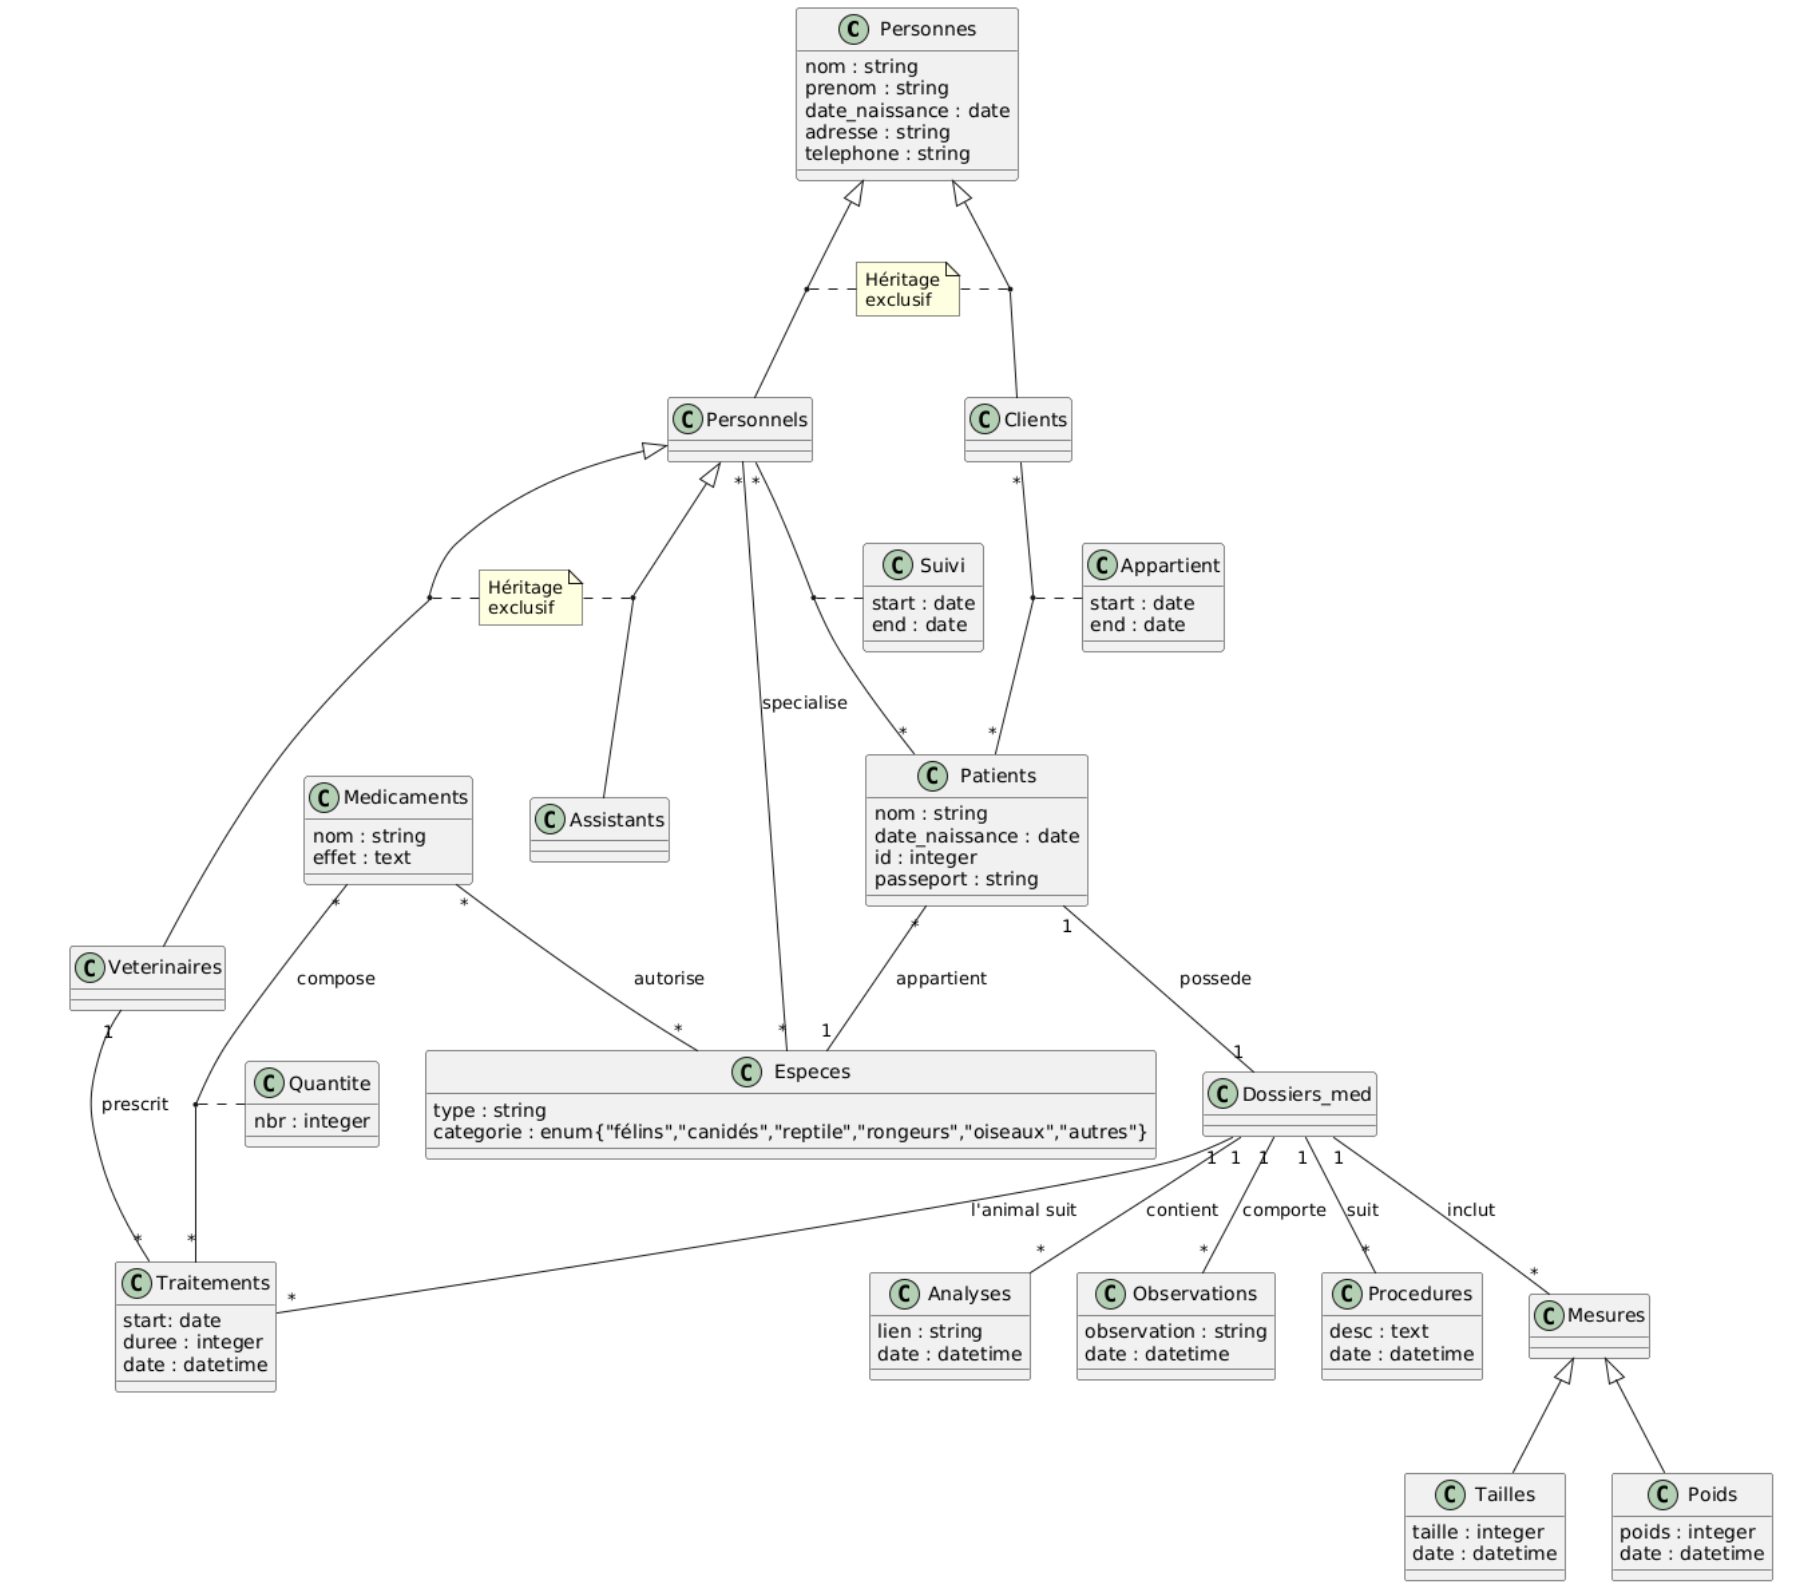 C Personnes
nom : string
prenom : string
date_naissance : date
adresse : string
telephone : string
Héritage
exclusif
C Personnels
C Clients
* *
*
Héritage
exclusif
C Suivi
start : date
end : date
C Appartient
start : date
end : date
specialise
* *
C Medicaments
nom : string
effet : text
C Assistants
C Patients
nom : string
date_naissance : date
id : integer
passeport : string
* *
* 1
C Veterinaires
compose
autorise
appartient
possede
1
* * 1
1
C Quantite
nbr : integer
prescrit
C Especes
type : string
categorie : enum{"félins","canidés","reptile","rongeurs","oiseaux","autres"}
C Dossiers_med
1 1 1 1 1
l'animal suit
contient
comporte
suit
inclut
* *
* * * *
*
C Traitements
start: date
duree : integer
date : datetime
C Analyses
lien : string
date : datetime
C Observations
observation : string
date : datetime
C Procedures
desc : text
date : datetime
C Mesures
C Tailles
taille : integer
date : datetime
C Poids
poids : integer
date : datetime